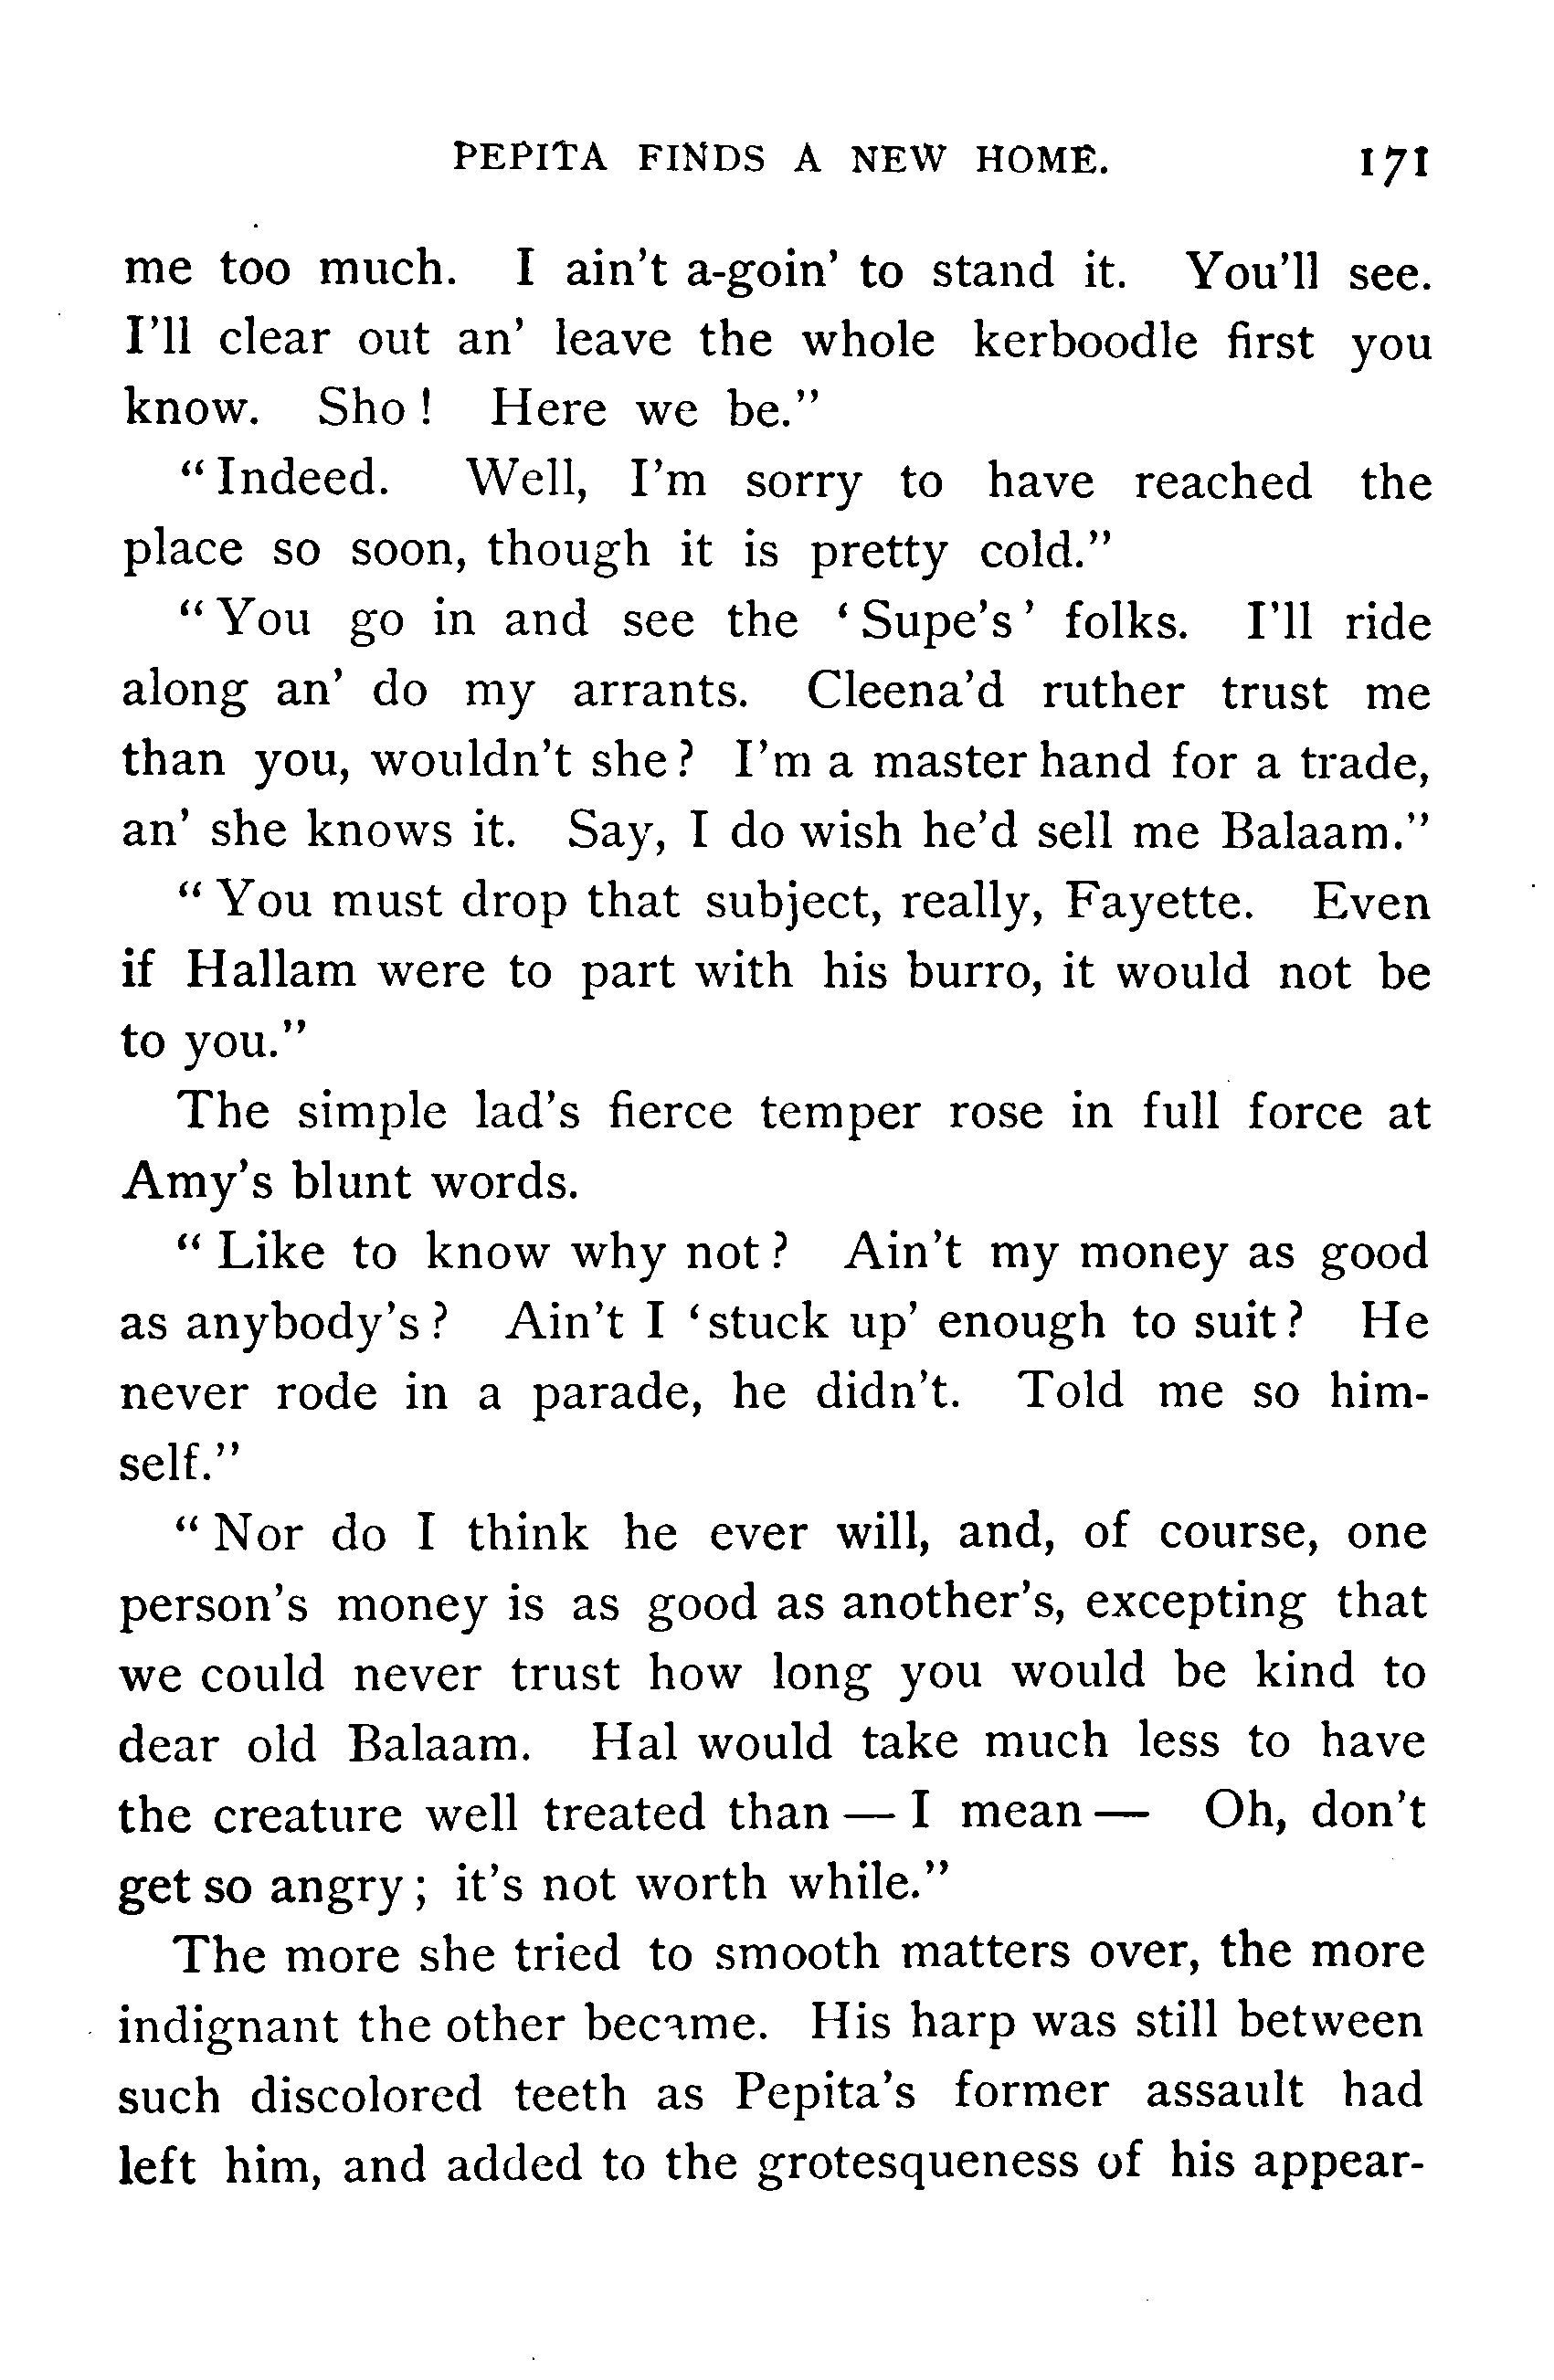 PEPITA FINDS A NEW HOME. 171
me too much. I ain't a-goin' to stand it. You'll see.
I'll clear out an' leave the whole kerboodle first you
know. Sho! Here we be."
"Indeed. Well, I'm sorry to have reached the
place so soon, though it is pretty cold."
"You go in and see the 'Supe's' folks. I'll ride
along an' do my arrants. Cleena'd ruther trust me
than you, wouldn't she? I'm a master hand for a trade,
an' she knows it. Say, I do wish he'd sell me Balaam."
"You must drop that subject, really, Fayette. Even
if Hallam were to part with his burro, it would not be
to you."
The simple lad's fierce temper rose in full force at
Amy's blunt words.
"Like to know why not? Ain't my money as good
as anybody's? Ain't I 'stuck up' enough to suit? He
never rode in a parade, he didn't. Told me so him-
self."
"Nor do I think he ever will, and, of course, one
person's money is as good as another's, excepting that
we could never trust how long you would be kind to
dear old Balaam. Hal would take much less to have
the creature well treated than — I mean — Oh, don't
get so angry; it's not worth while."
The more she tried to smooth matters over, the more
indignant the other became. His harp was still between
such discolored teeth as Pepita's former assault had
left him, and added to the grotesqueness of his appear-